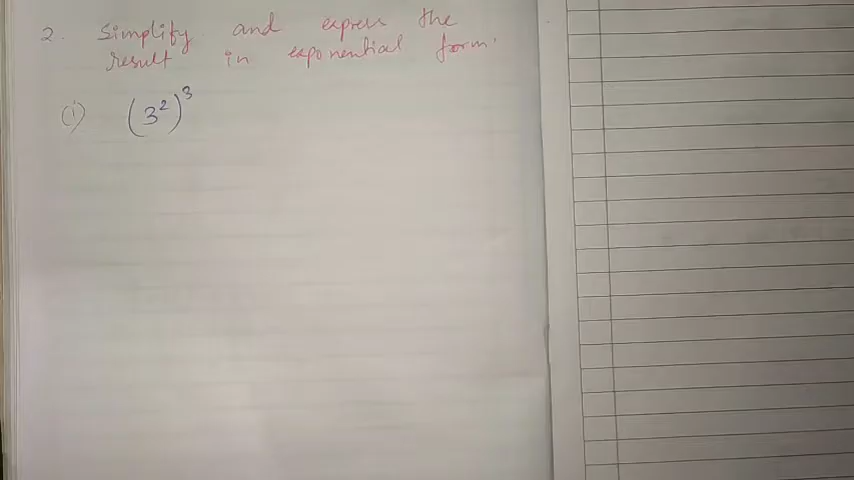 2. Simplify and express the
result in exponential form.
(i) (3²)³